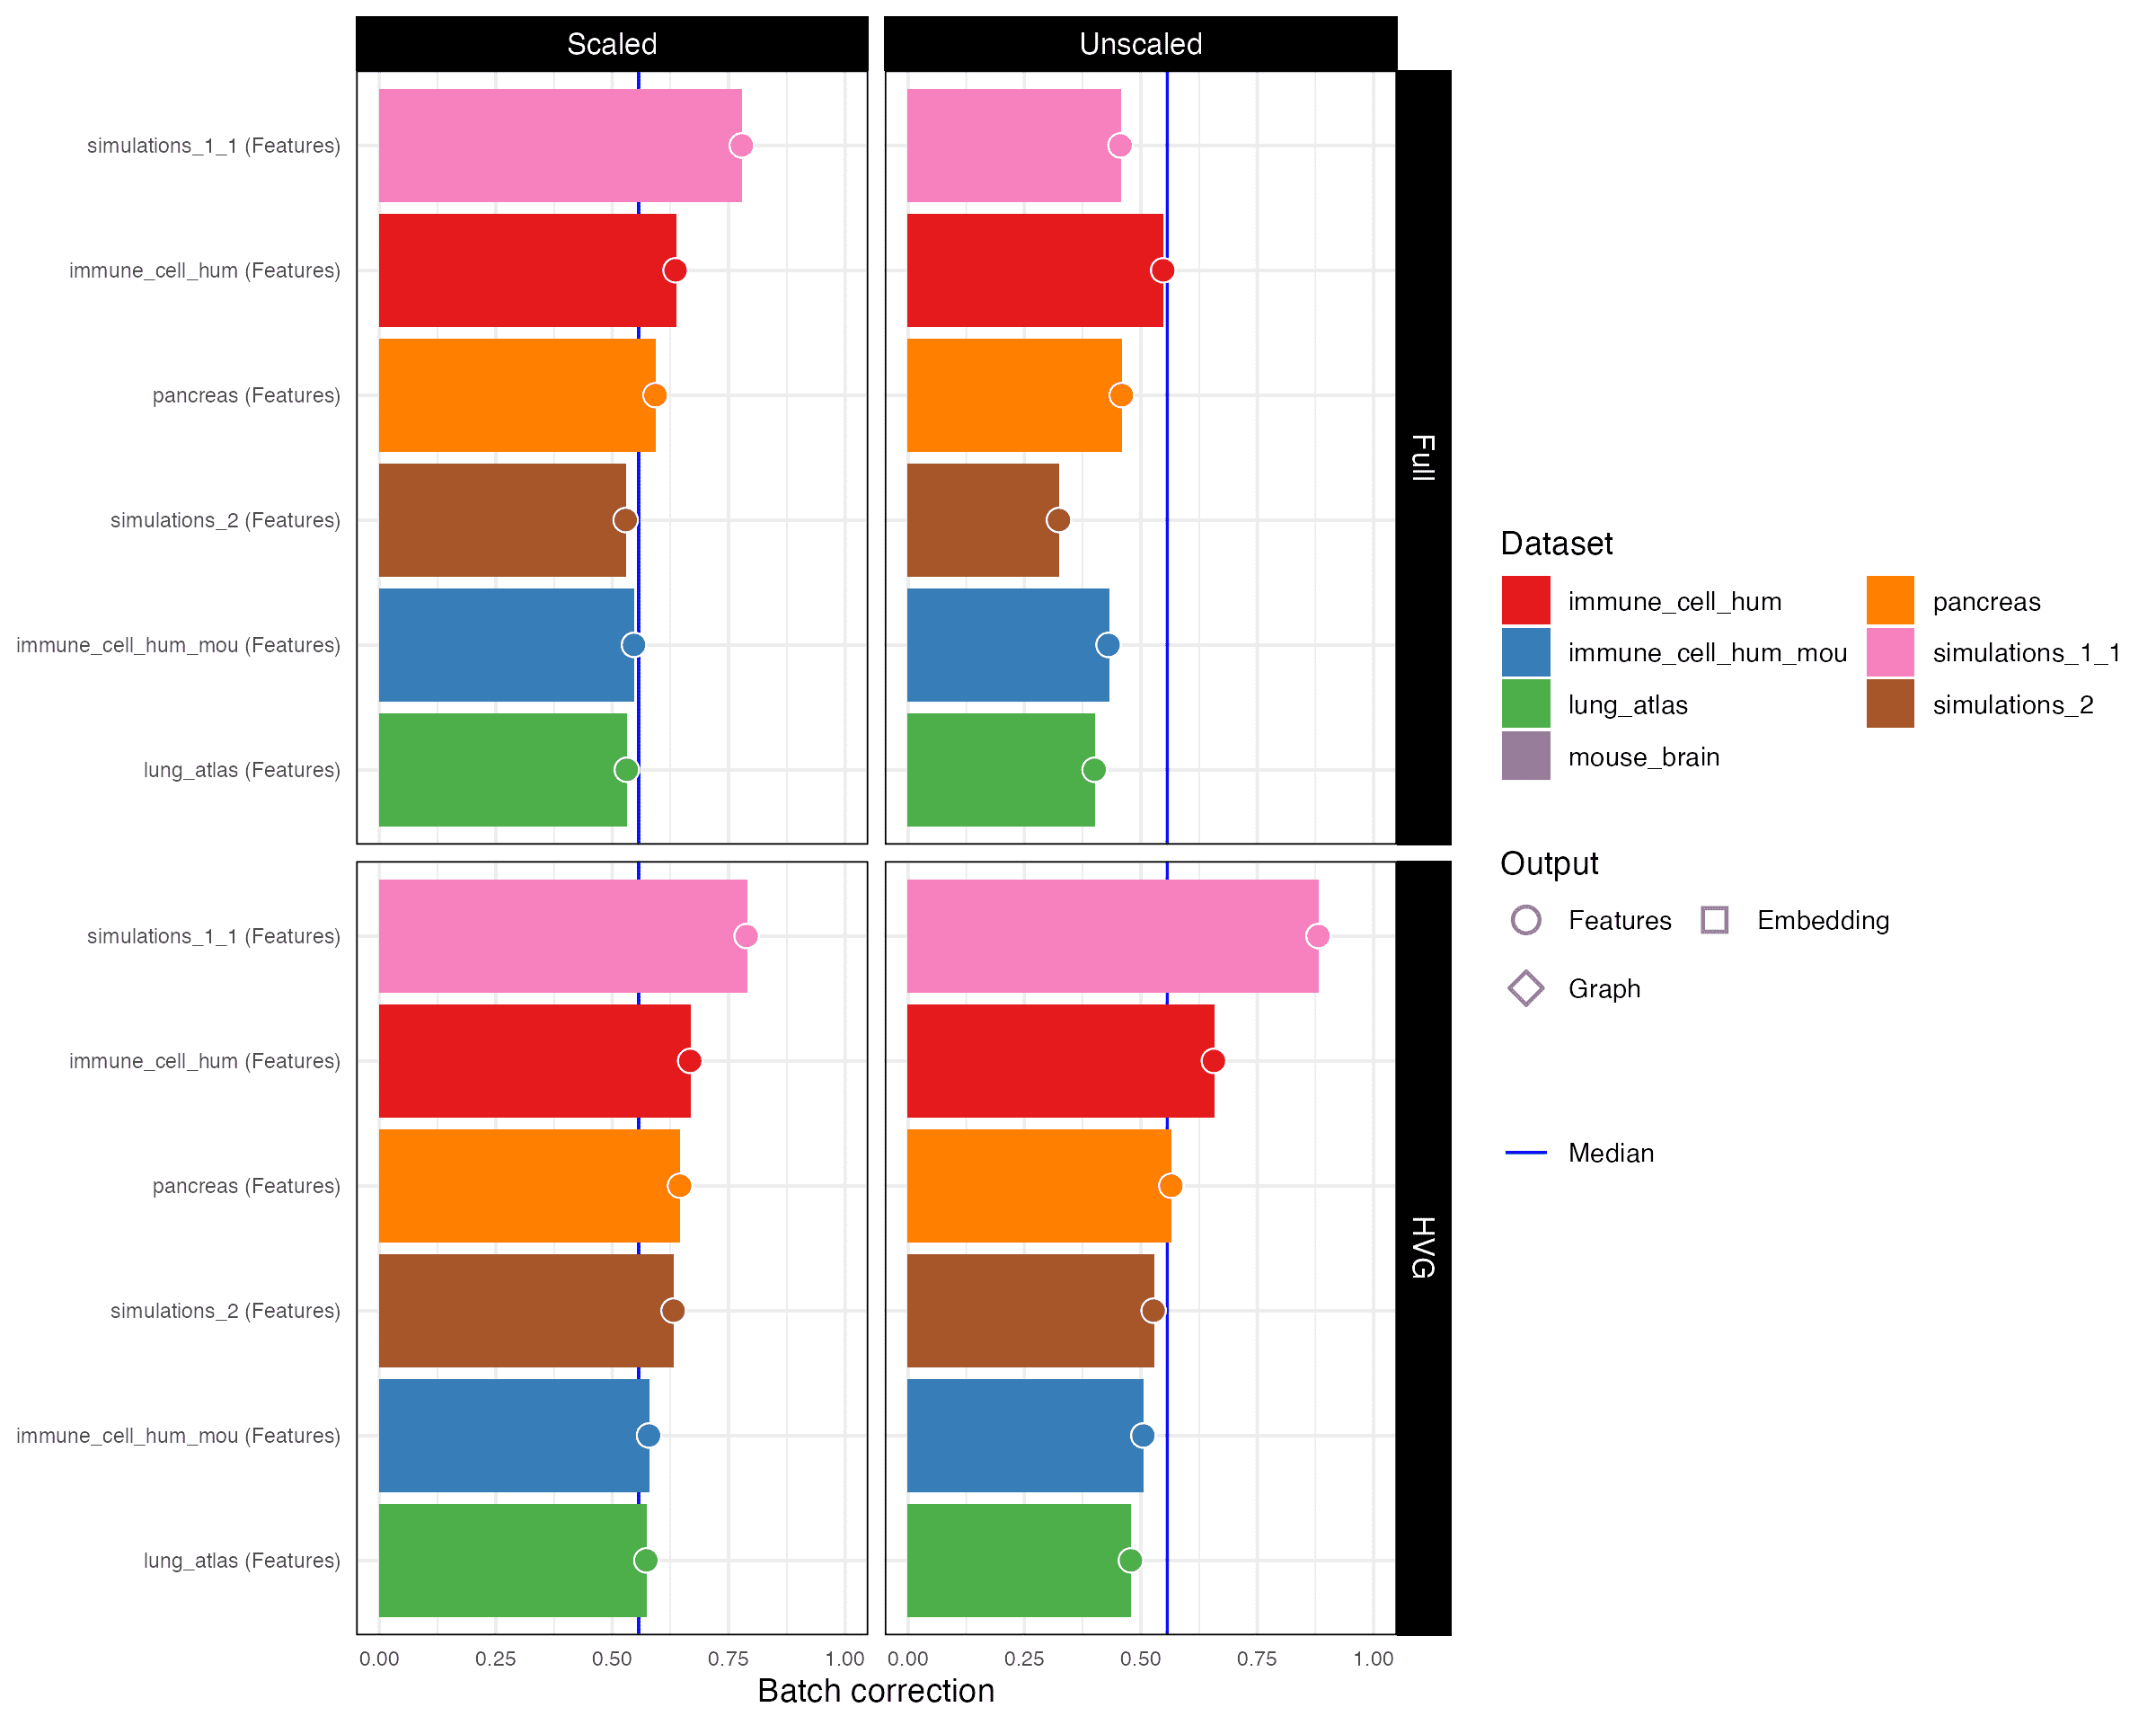 Scaled
Unscaled
simulations_1_1 (Features)
immune_cell_hum (Features)
pancreas (Features)
simulations_2 (Features)
immune_cell_hum_mou (Features)
lung_atlas (Features)
Full
simulations_1_1 (Features)
immune_cell_hum (Features)
pancreas (Features)
simulations_2 (Features)
immune_cell_hum_mou (Features)
lung_atlas (Features)
HVG
0.00 0.25 0.50 0.75 1.00
0.00 0.25 0.50 0.75 1.00
Batch correction
Dataset
immune_cell_hum
pancreas
immune_cell_hum_mou
simulations_1_1
lung_atlas
simulations_2
mouse_brain
Output
Features
Embedding
Graph
Median